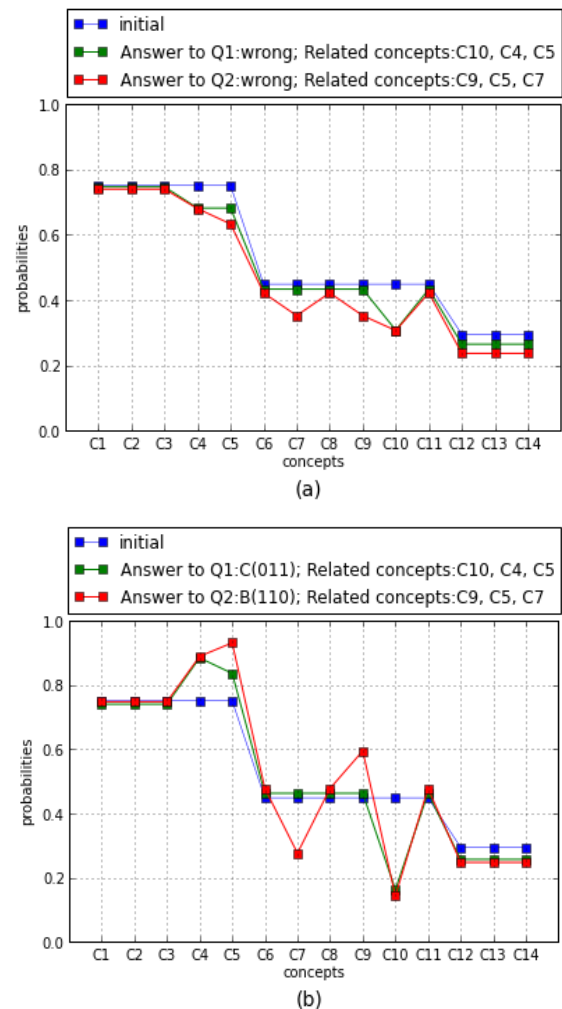 initial
Answer to Q1:wrong; Related concepts:C10, C4, C5
Answer to Q2:wrong; Related concepts:C9, C5, C7
1.0
0.8
0.6
0.4
0.2
0.0
probabilities
C1 C2 C3 C4 C5 C6 C7 C8 C9 C10 C11 C12 C13 C14
concepts
(a)
initial
Answer to Q1:C(011); Related concepts:C10, C4, C5
Answer to Q2:B(110); Related concepts:C9, C5, C7
1.0
0.8
0.6
0.4
0.2
0.0
probabilities
C1 C2 C3 C4 C5 C6 C7 C8 C9 C10 C11 C12 C13 C14
concepts
(b)